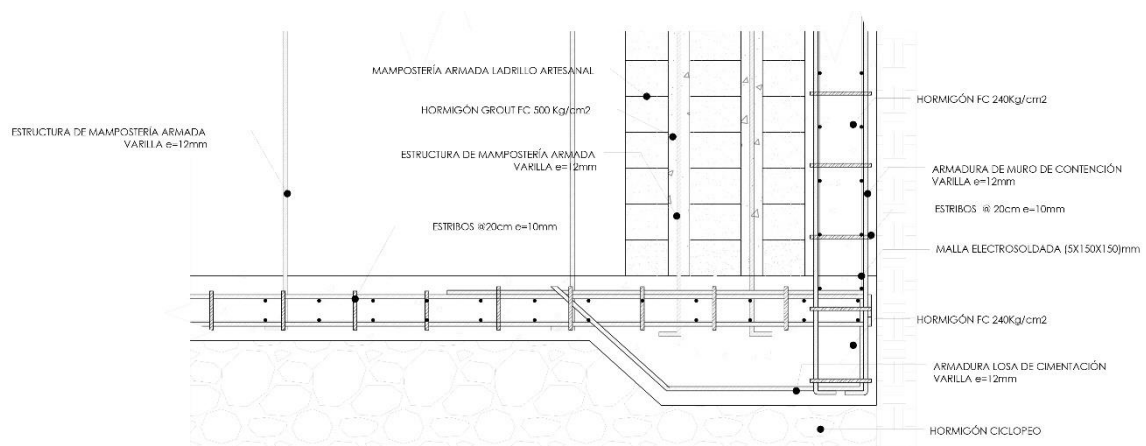 MAMPOSTERÍA ARMADA LADRILLO ARTESANAL
HORMIGÓN GROUT FC 500 Kg/cm2
ESTRUCTURA DE MAMPOSTERÍA ARMADA
VARILLA e=12mm
ESTRUCTURA DE MAMPOSTERÍA ARMADA
VARILLA e=12mm
ESTRIBOS @20cm e=10mm
HORMIGÓN FC 240Kg/cm2
ARMADURA DE MURO DE CONTENCIÓN
VARILLA e=12mm
ESTRIBOS @ 20cm e=10mm
MALLA ELECTROSOLDADA (5X150X150)mm
HORMIGÓN FC 240Kg/cm2
ARMADURA LOSA DE CIMENTACIÓN
VARILLA e=12mm
HORMIGÓN CICLOPEO